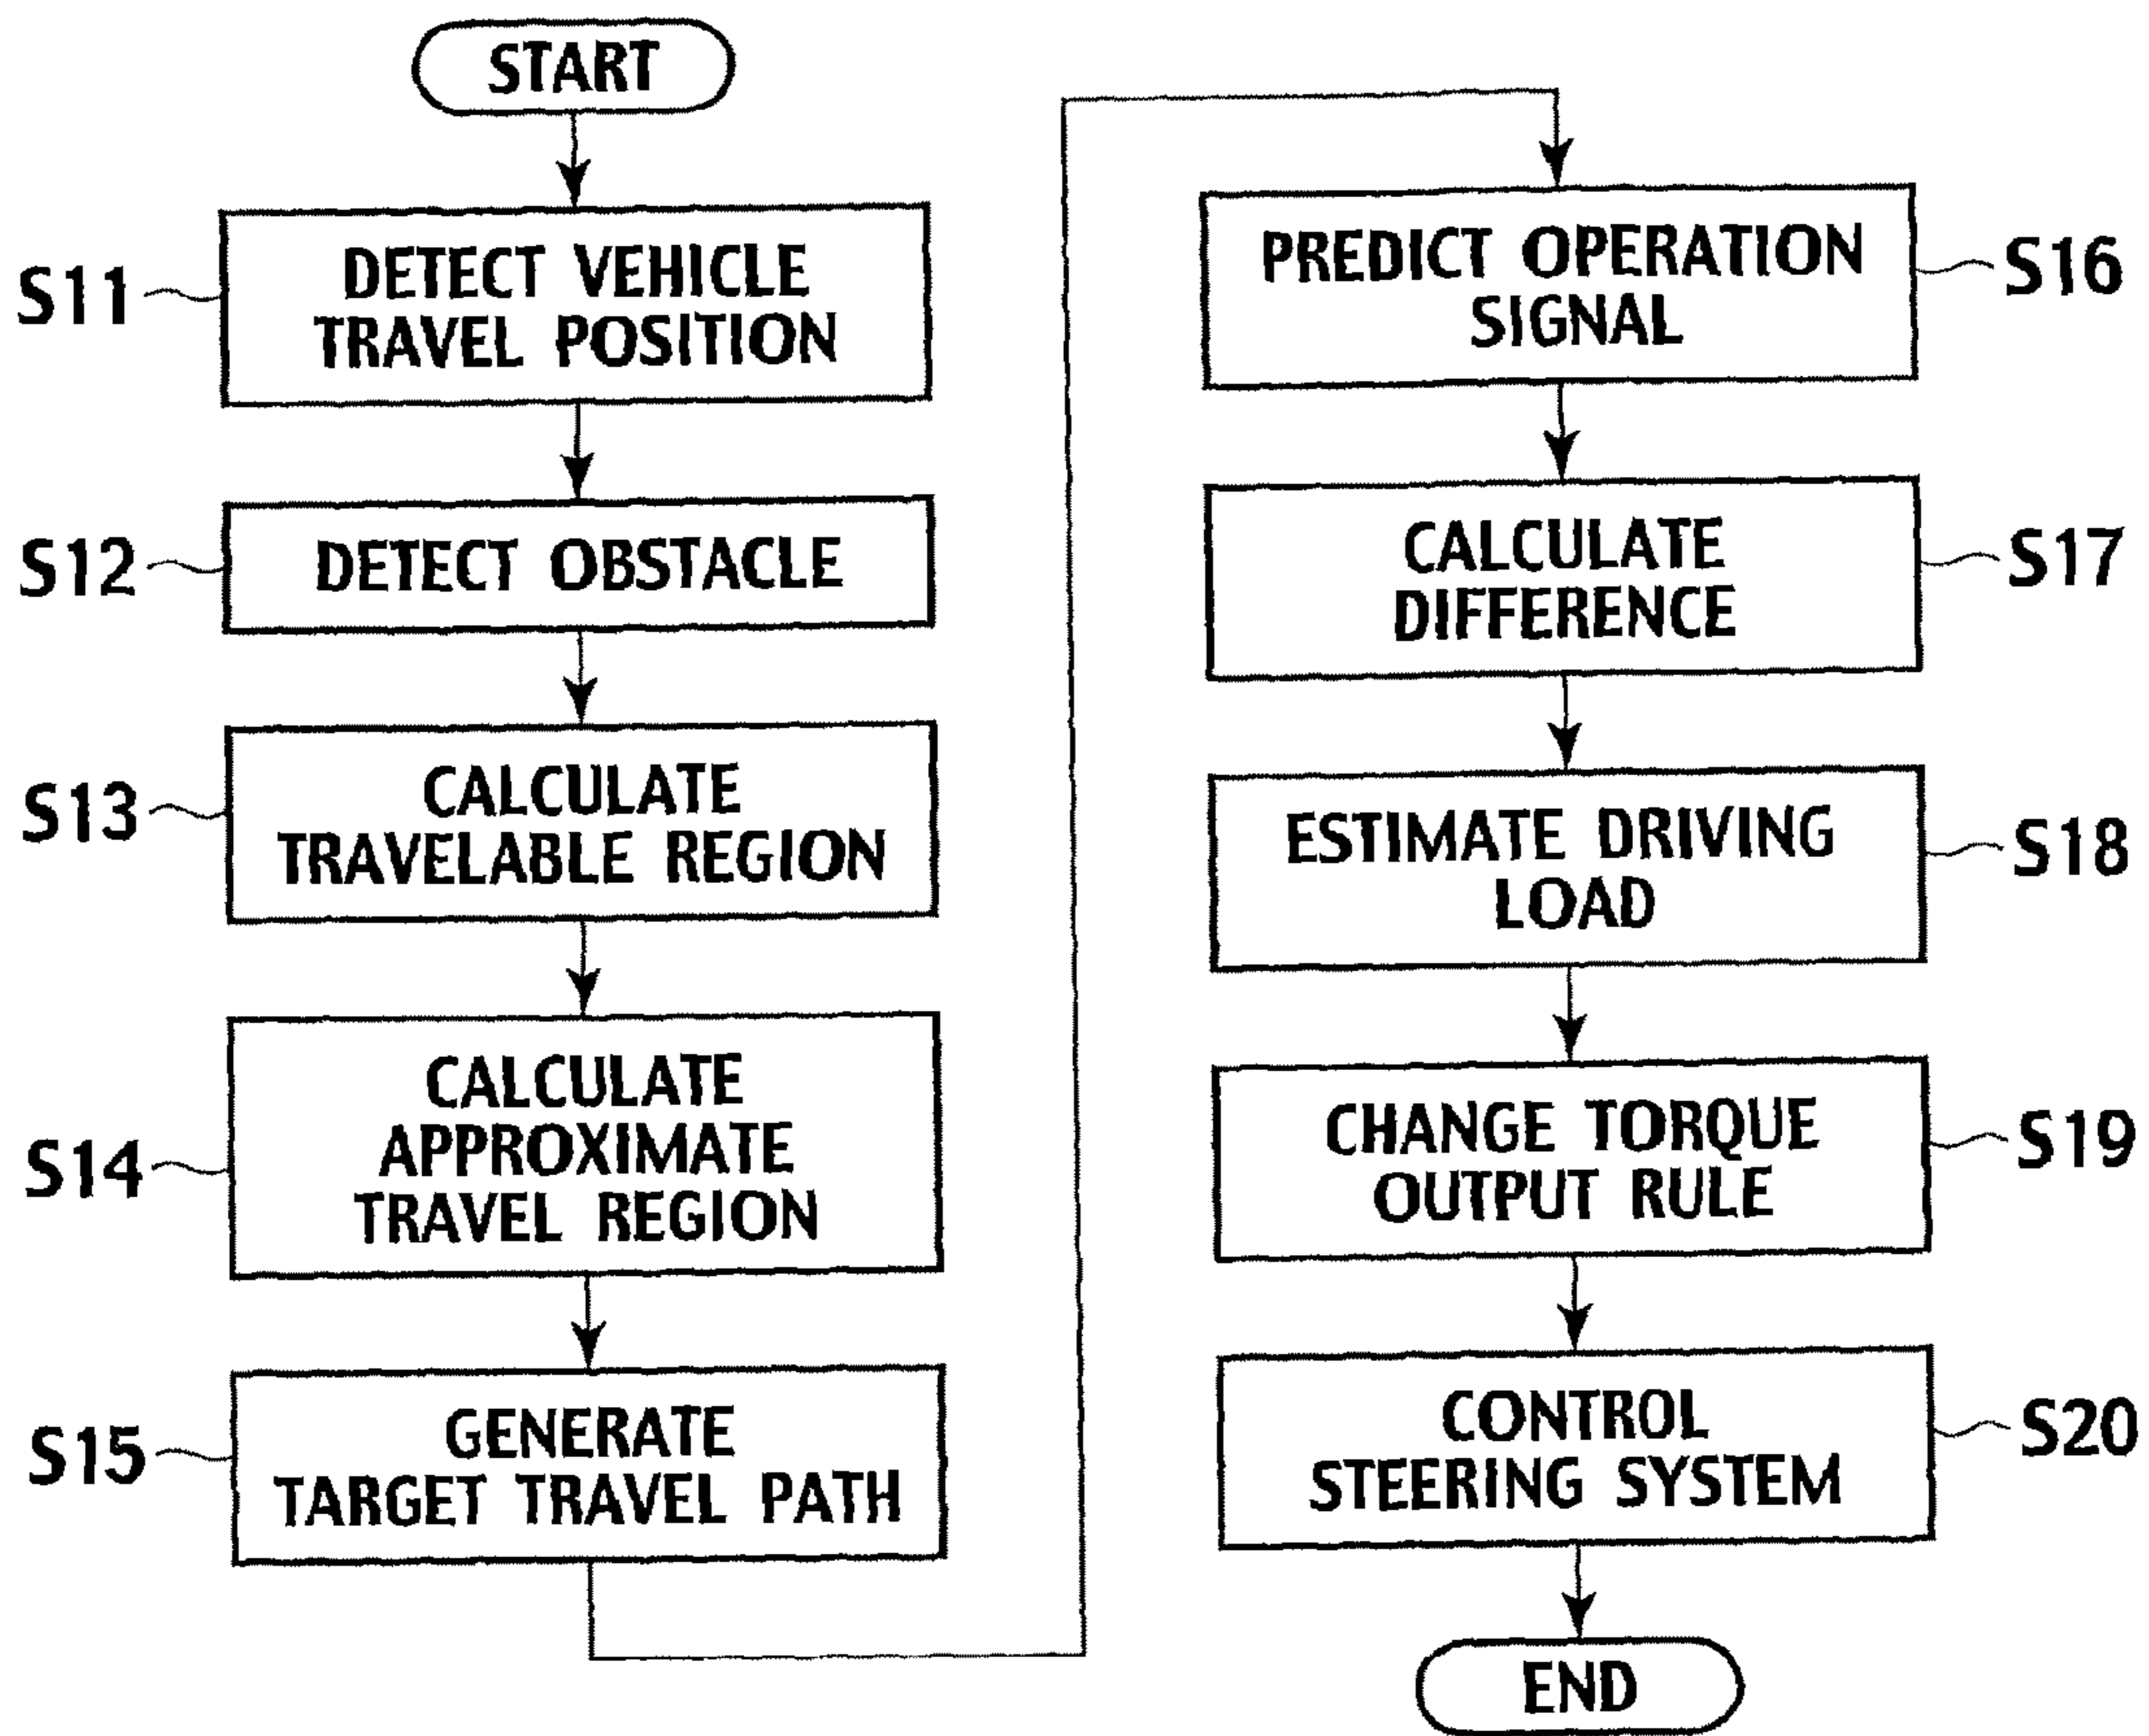 START
S11
DETECT VEHICLE
TRAVEL POSITION
S12
DETECT OBSTACLE
S13
CALCULATE
TRAVELABLE REGION
S14
CALCULATE
APPROXIMATE
TRAVEL REGION
S15
GENERATE
TARGET TRAVEL PATH
PREDICT OPERATION
SIGNAL
S16
CALCULATE
DIFFERENCE
S17
ESTIMATE DRIVING
LOAD
S18
CHANGE TORQUE
OUTPUT RULE
S19
CONTROL
STEERING SYSTEM
S20
END